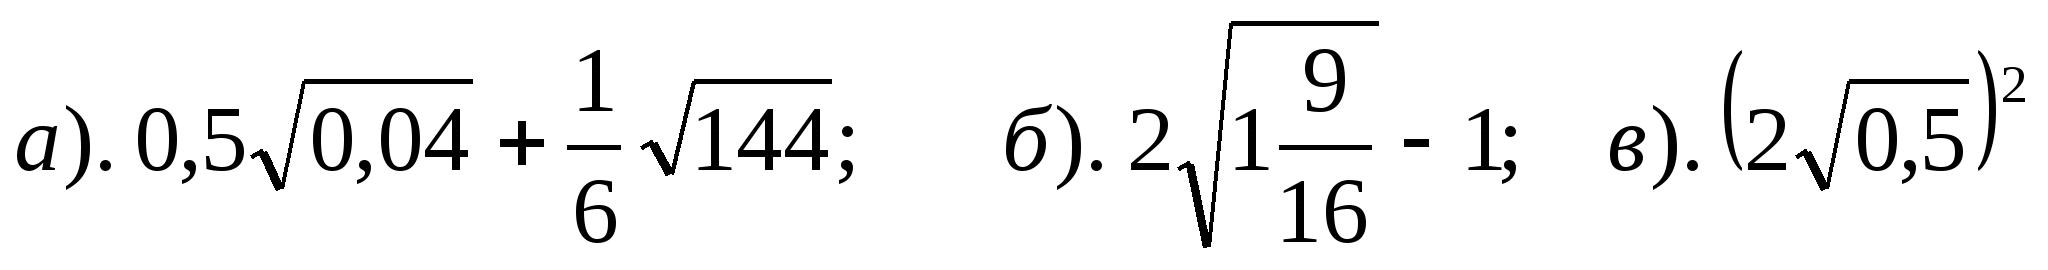 а). 0,5√0,04 + 1/6 √144; б). 2√(1 9/16) - 1; в). (2√0,5)²